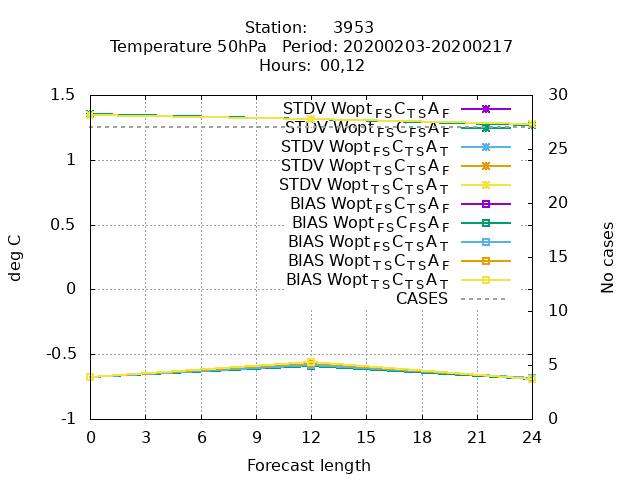 Station: 3953
Temperature 50hPa Period: 20200203-20200217
Hours: 00,12
STDV Wopt_FS C_TS A_F
STDV Wopt_FS C_FS A_F
STDV Wopt_FS C_TS A_T
STDV Wopt_TS C_TS A_F
STDV Wopt_TS C_TS A_T
BIAS Wopt_FS C_TS A_F
BIAS Wopt_FS C_FS A_F
BIAS Wopt_FS C_TS A_T
BIAS Wopt_TS C_TS A_F
BIAS Wopt_TS C_TS A_T
CASES
1.5
1
0.5
0
-0.5
-1
deg C
30
25
20
15
10
5
0
No cases
0 3 6 9 12 15 18 21 24
Forecast length